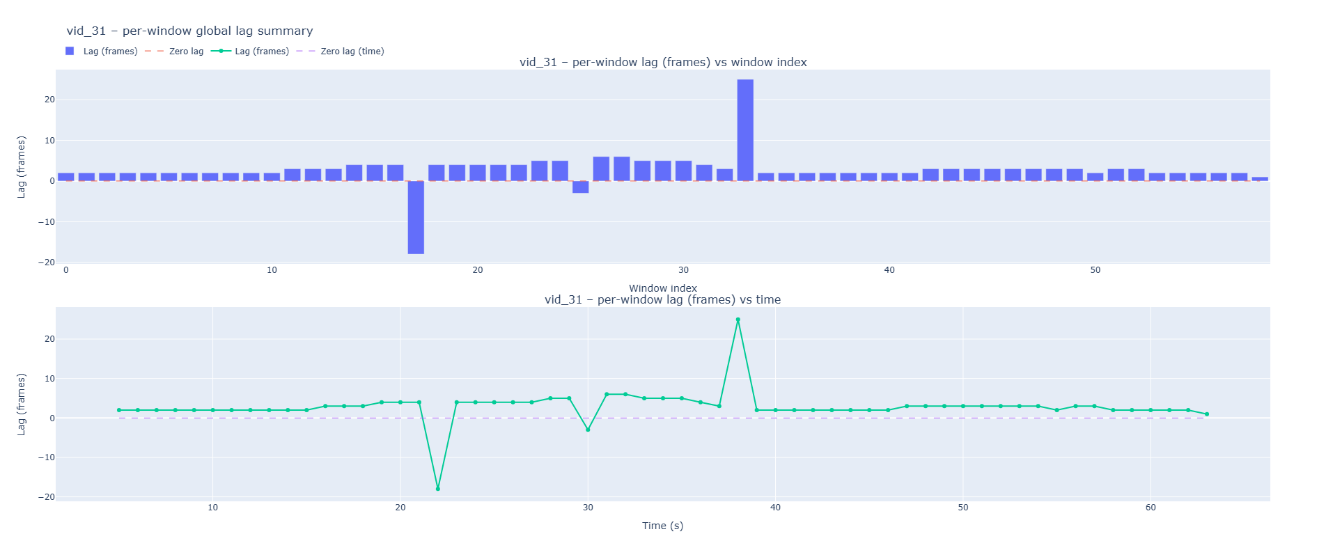 vid_31 – per-window global lag summary
Lag (frames) Zero lag Lag (frames) Zero lag (time)
vid_31 – per-window lag (frames) vs window index
Lag (frames)
20
10
0
−10
−20
0 10 20 30 40 50
Window index
vid_31 – per-window lag (frames) vs time
Lag (frames)
20
10
0
−10
−20
10 20 30 40 50 60
Time (s)